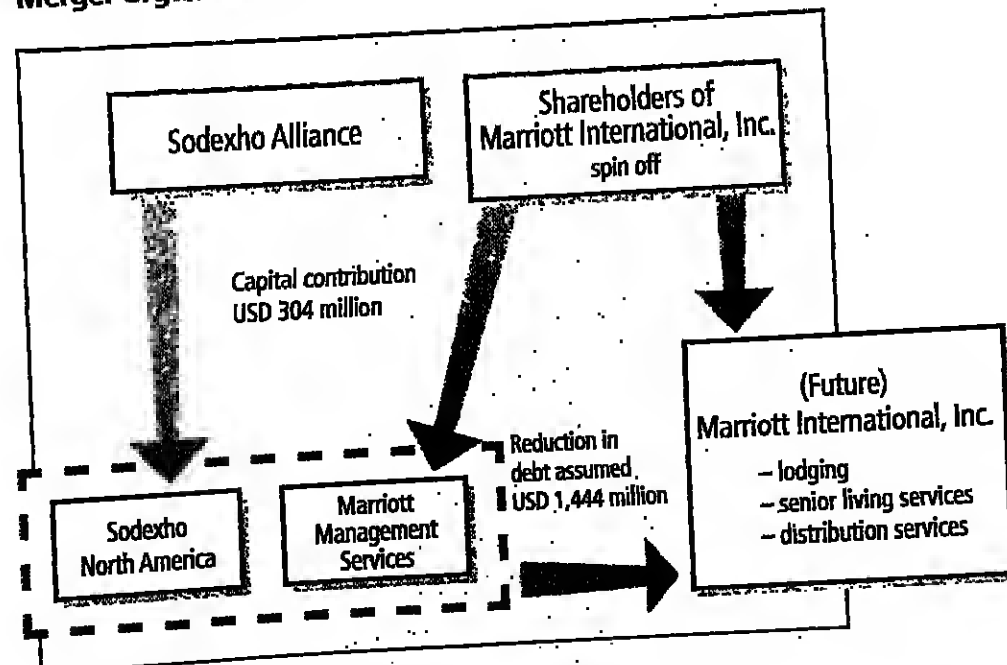 Sodexho Alliance
Shareholders of
Marriott International, Inc.
spin off
Capital contribution
USD 304 million
(Future)
Marriott International, Inc.
– lodging
– senior living services
– distribution services
Reduction in
debt assumed
USD 1,444 million
Sodexho
North America
Marriott
Management
Services